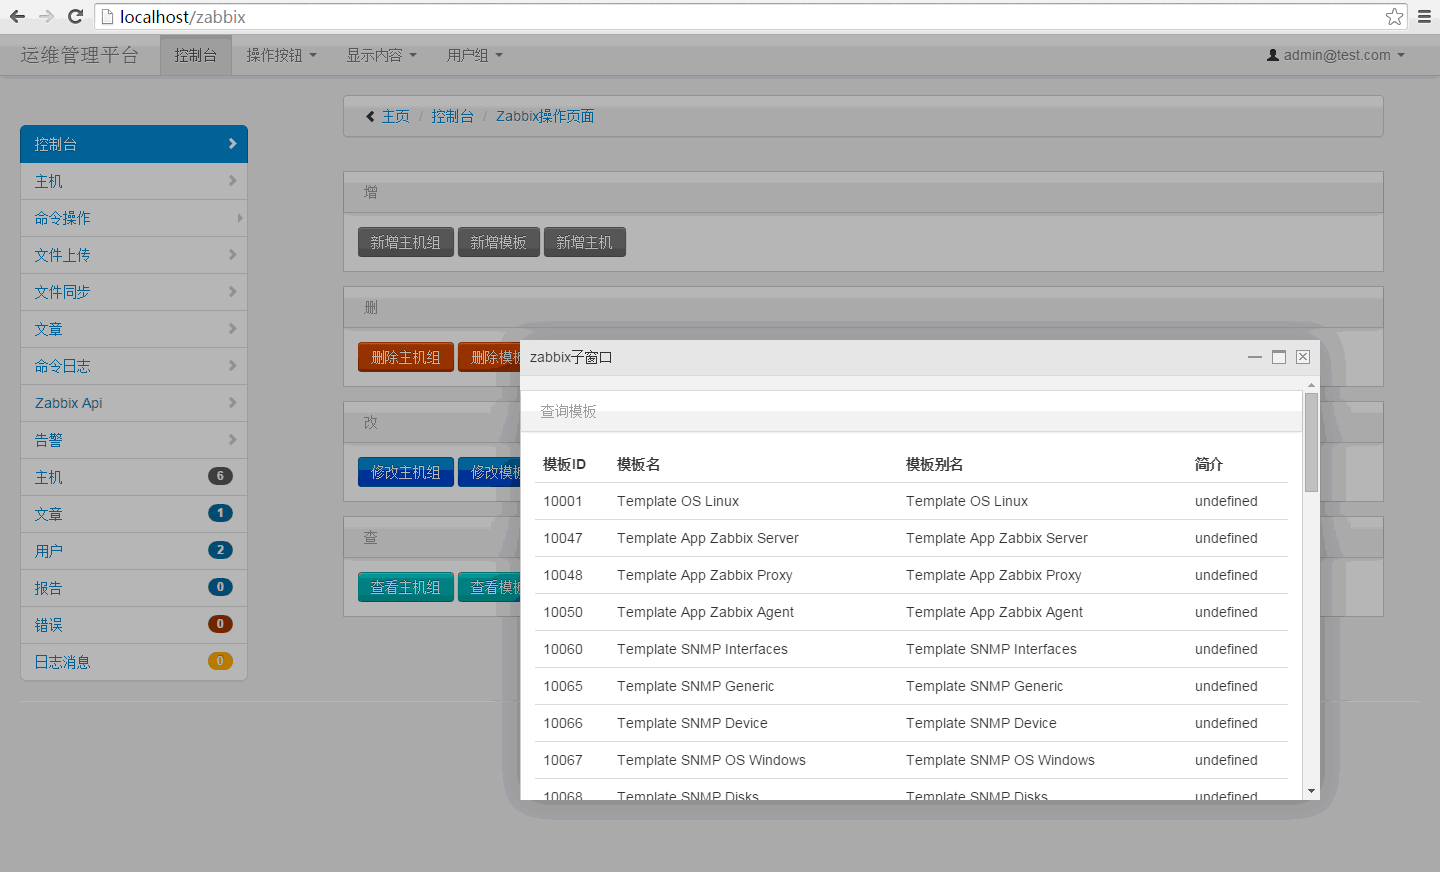 localhost/zabbix
运维管理平台 控制台 操作按钮 显示内容 用户组 admin@test.com
主页 / 控制台 / Zabbix操作页面
控制台
主机
命令操作
文件上传
文件同步
文章
命令日志
Zabbix Api
告警
主机 6
文章 1
用户 2
报告 0
错误 0
日志消息 0
增
新增主机组 新增模板 新增主机
删
删除主机组 删除模板
改
修改主机组 修改模板
查
查看主机组 查看模板
zabbix子窗口
查询模板
模板ID 模板名 模板别名 简介
10001 Template OS Linux Template OS Linux undefined
10047 Template App Zabbix Server Template App Zabbix Server undefined
10048 Template App Zabbix Proxy Template App Zabbix Proxy undefined
10050 Template App Zabbix Agent Template App Zabbix Agent undefined
10060 Template SNMP Interfaces Template SNMP Interfaces undefined
10065 Template SNMP Generic Template SNMP Generic undefined
10066 Template SNMP Device Template SNMP Device undefined
10067 Template SNMP OS Windows Template SNMP OS Windows undefined
10068 Template SNMP Disks Template SNMP Disks undefined